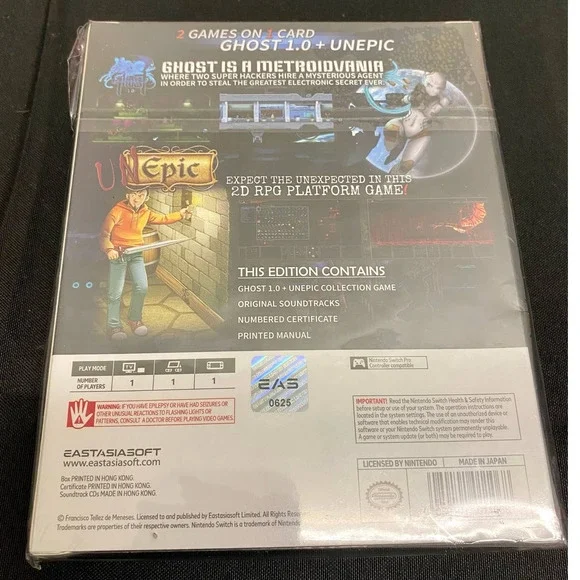 2 GAMES ON 1 CARD
GHOST 1.0 + UNEPIC
GHOST IS A METROIDVANIA
WHERE TWO SUPER HACKERS HIRE A MYSTERIOUS AGENT
IN ORDER TO STEAL THE GREATEST ELECTRONIC SECRET EVER.
UNEpic
EXPECT THE UNEXPECTED IN THIS
2D RPG PLATFORM GAME!
THIS EDITION CONTAINS
GHOST 1.0 + UNEPIC COLLECTION GAME
ORIGINAL SOUNDTRACKS
NUMBERED CERTIFICATE
PRINTED MANUAL
PLAY MODE
NUMBER OF PLAYERS
1
1
1
EAS
0625
Nintendo Switch Pro
Controller compatible
WARNING: IF YOU HAVE EPILEPSY OR HAVE HAD SEIZURES OR
OTHER UNUSUAL REACTIONS TO FLASHING LIGHTS OR
PATTERNS, CONSULT A DOCTOR BEFORE PLAYING VIDEO GAMES.
IMPORTANT! Read the Nintendo Switch Health & Safety Information
before setup or use of your system. The operation instructions are
located in the system settings. The use of an unauthorized device or
software that enables technical modification may render this
software or your Nintendo Switch system permanently unplayable.
A game or system update (or both) may be required to play.
EASTASIASOFT
www.eastasiasoft.com
LICENSED BY NINTENDO
MADE IN JAPAN
Box PRINTED IN HONG KONG.
Certificate PRINTED IN HONG KONG.
Soundtrack CDs MADE IN HONG KONG.
© Francisco Tellez de Meneses. Licensed to and published by Eastasiasoft Limited. All Rights
Trademarks are properties of their respective owners. Nintendo Switch is a trademark of